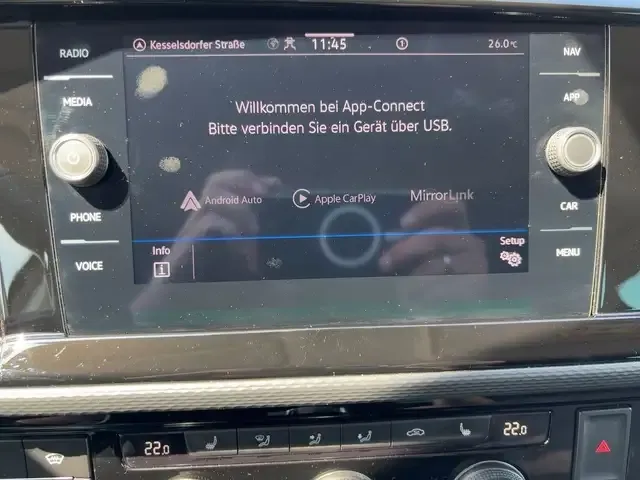 RADIO
MEDIA
PHONE
VOICE
Kesselsdorfer Straße 11:45 26.0°C
Willkommen bei App-Connect
Bitte verbinden Sie ein Gerät über USB.
Android Auto Apple CarPlay MirrorLink
Info Setup
NAV
APP
CAR
MENU
22.0 22.0